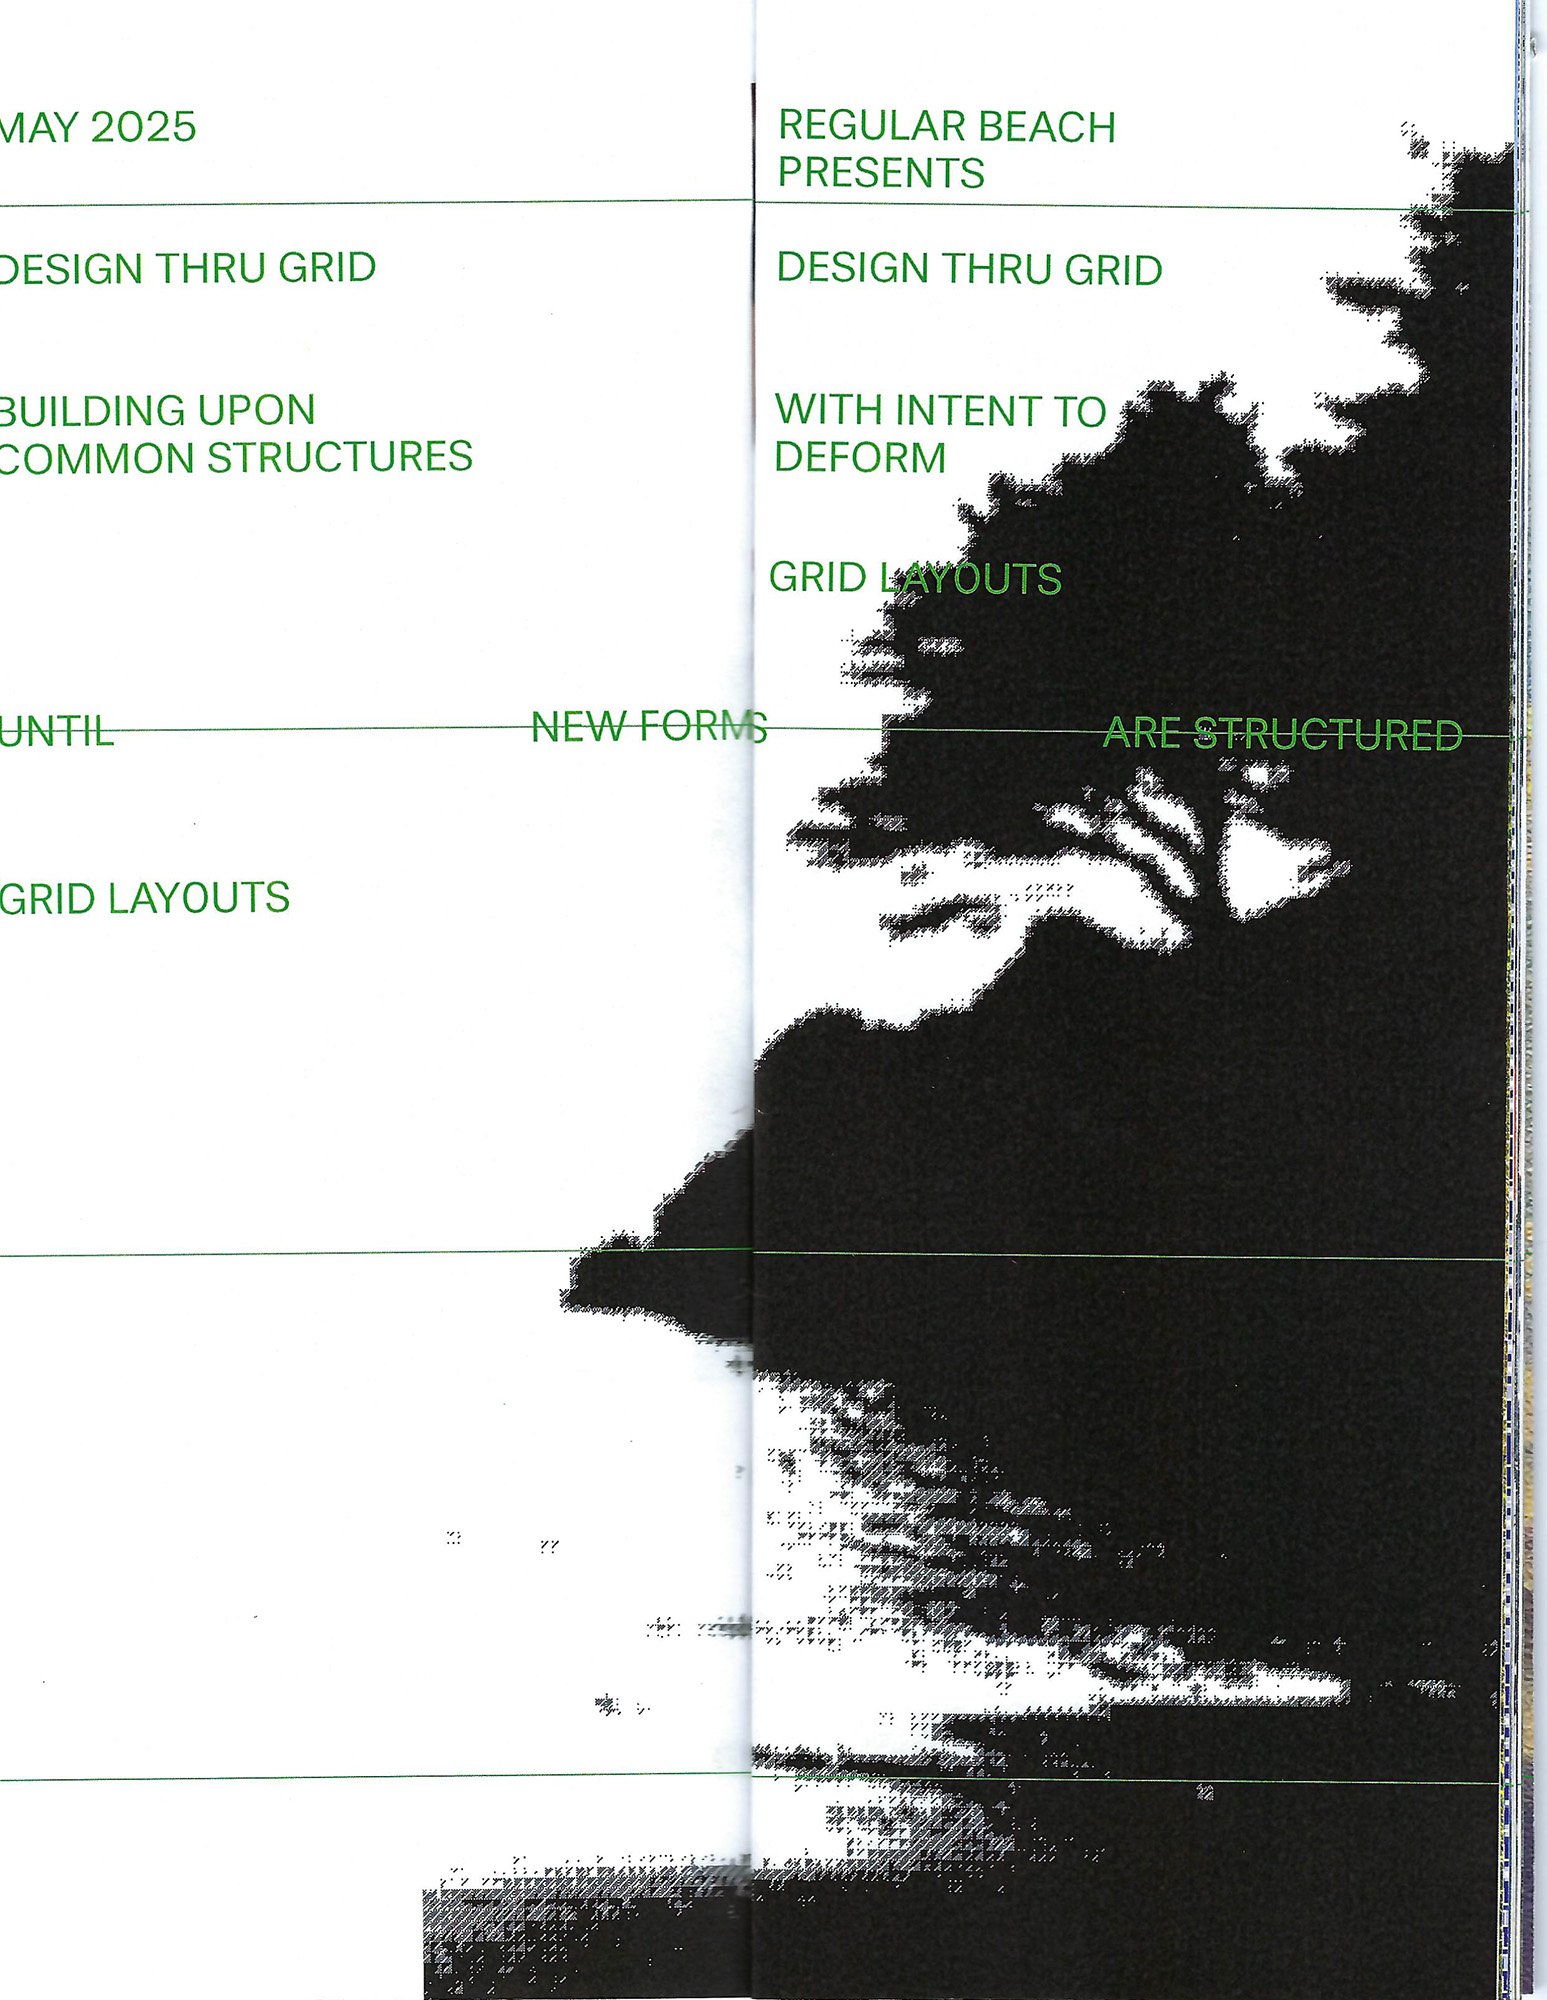 MAY 2025
DESIGN THRU GRID
BUILDING UPON
COMMON STRUCTURES
REGULAR BEACH
PRESENTS
DESIGN THRU GRID
WITH INTENT TO
DEFORM
GRID LAYOUTS
UNTIL NEW FORMS ARE STRUCTURED
GRID LAYOUTS